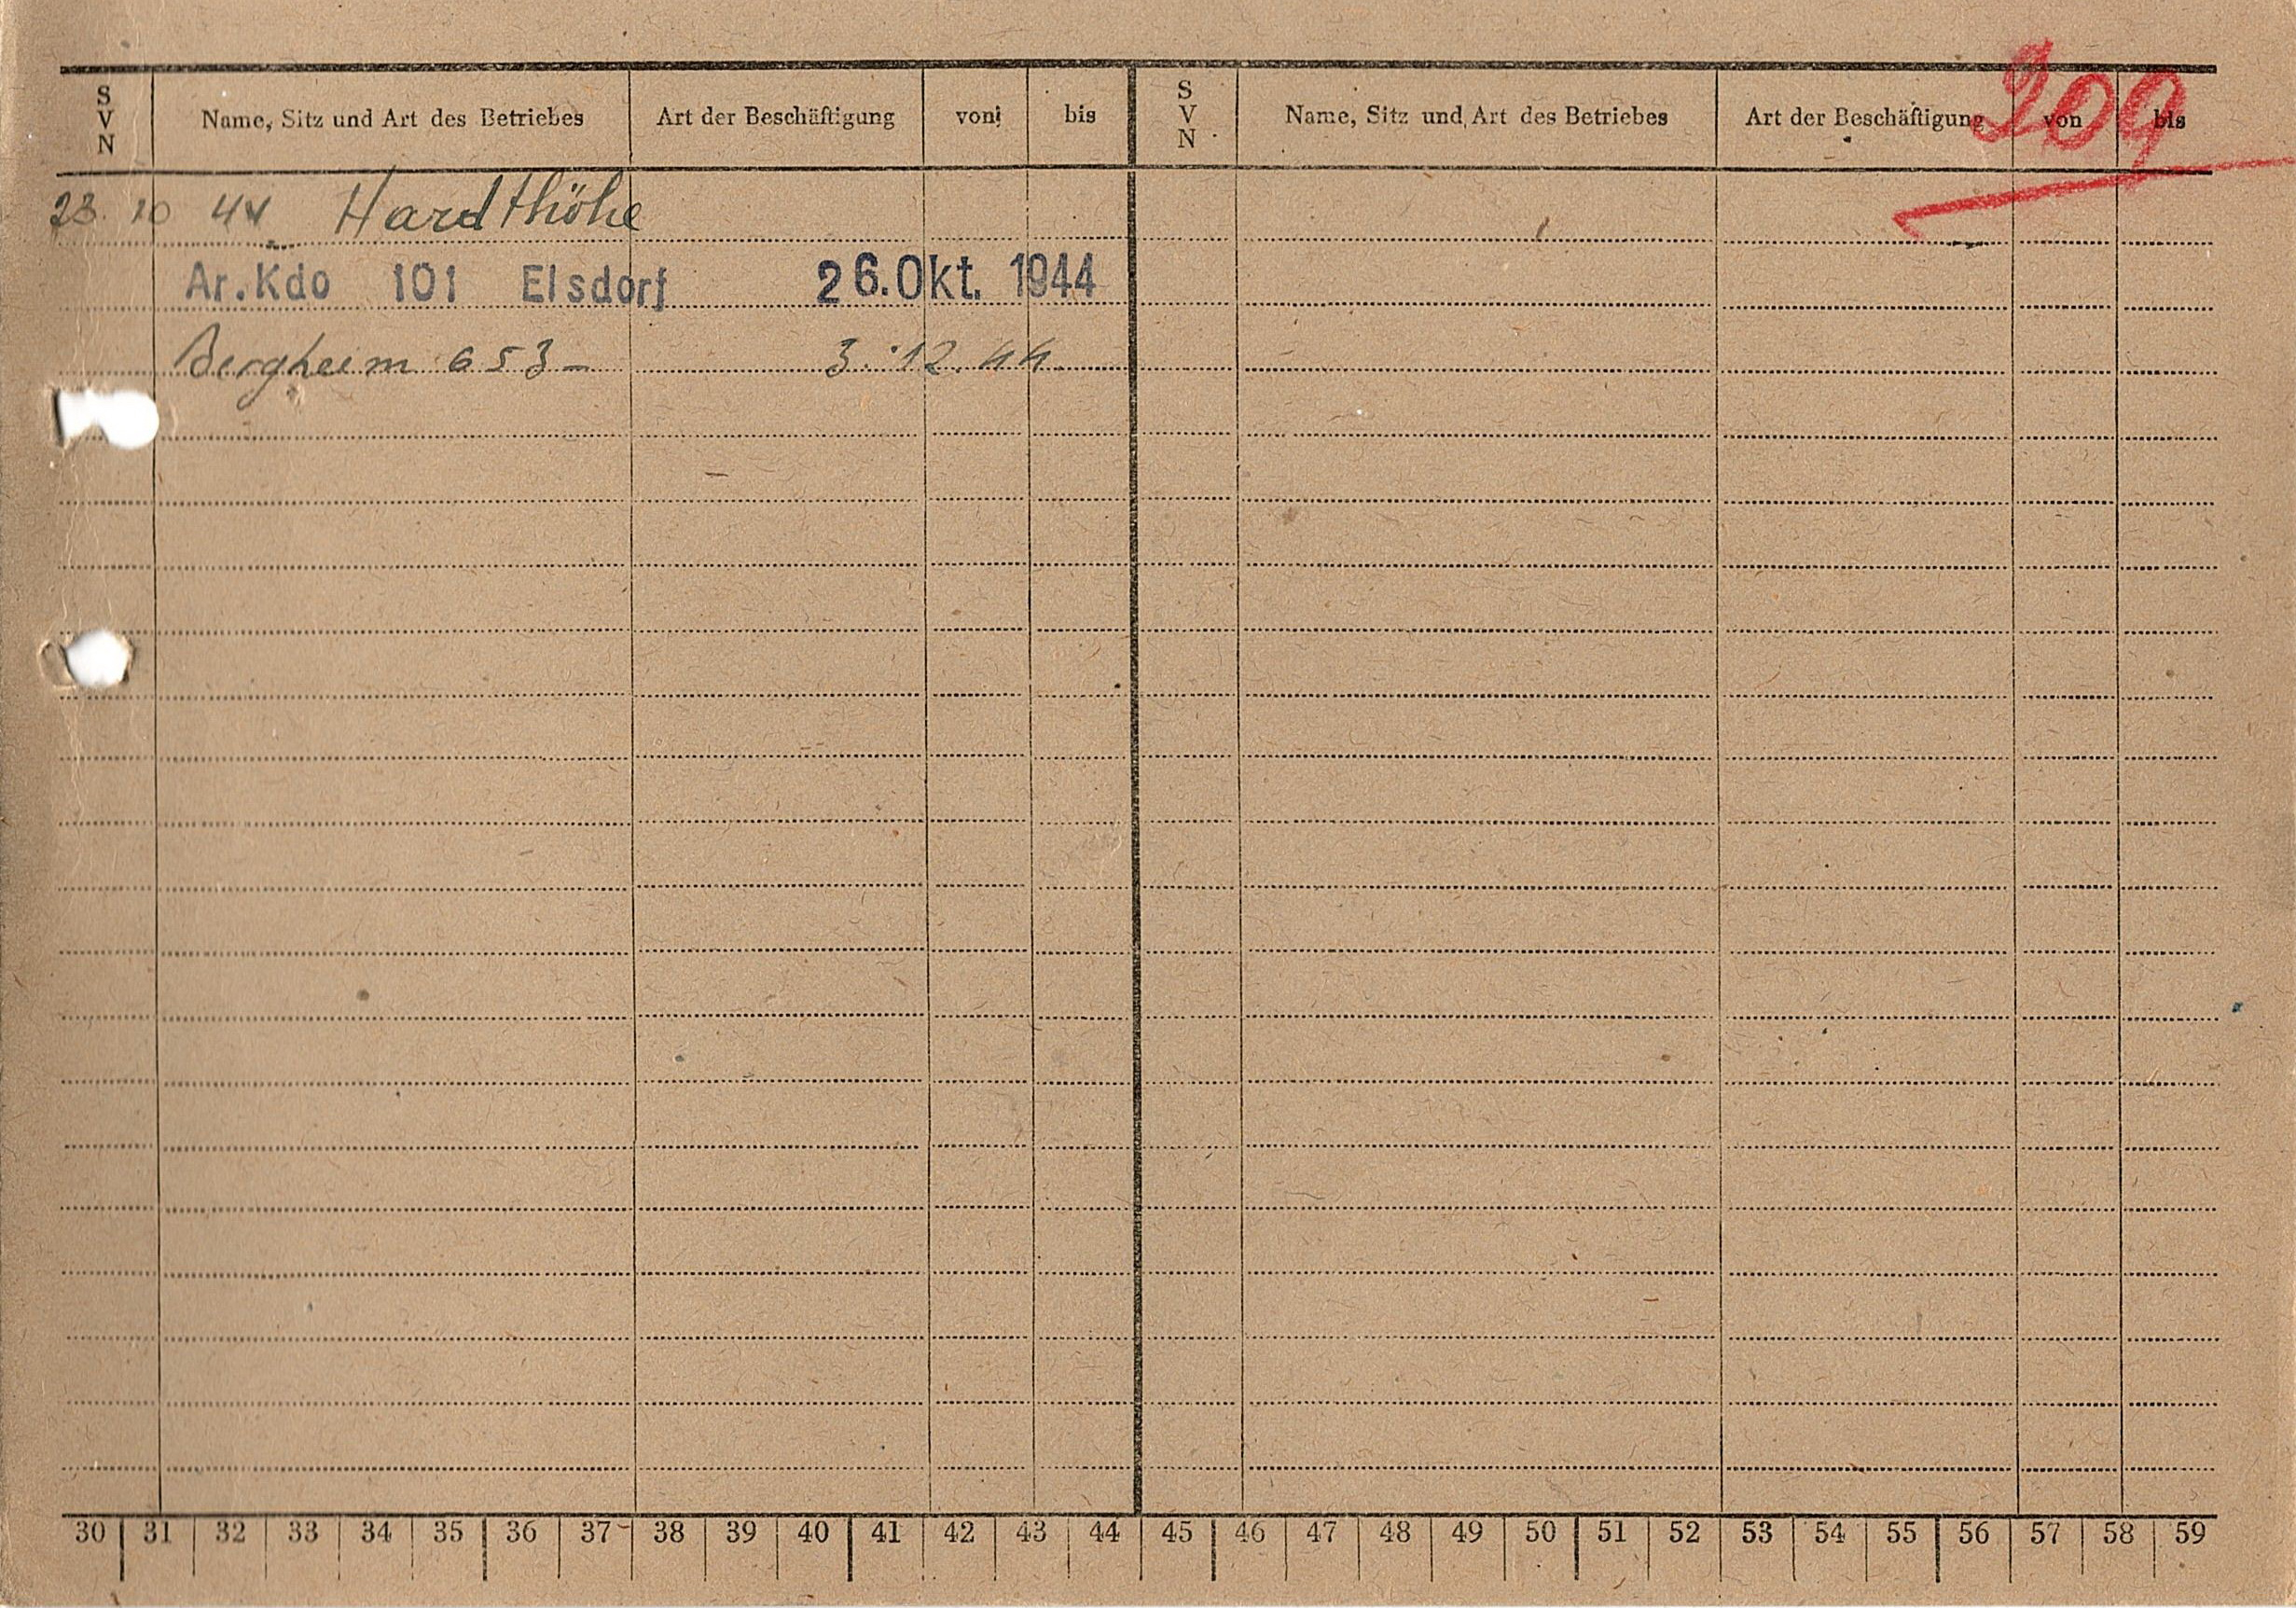 209
S V N Name, Sitz und Art des Betriebes Art der Beschäftigung von bis S V N Name, Sitz und Art des Betriebes Art der Beschäftigung von bis
23. 10 44 Hardthöhe
Ar.Kdo 101 Elsdorf 26.Okt. 1944
Bergheim 653- 3. 12. 44.
30 31 32 33 34 35 36 37 38 39 40 41 42 43 44 45 46 47 48 49 50 51 52 53 54 55 56 57 58 59